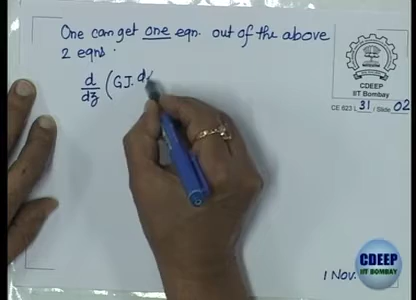 One can get one eqn. out of the above
2 eqns.
d/dz (GJ. d
CDEEP
IIT Bombay
CE 623 L 31 / Slide 02
CDEEP
IIT BOMBAY
1 Nov.